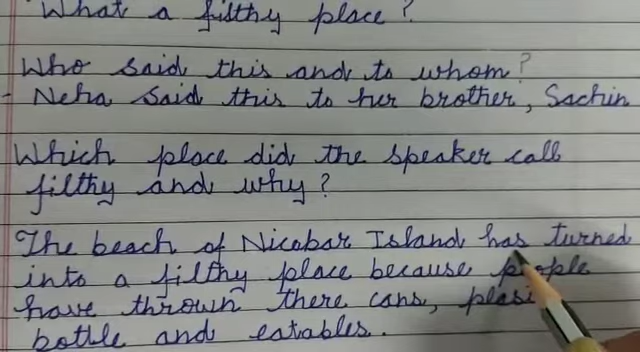 What a filthy place?
Who said this and to whom?
- Neha said this to her brother, Sachin
Which place did the speaker call
filthy and why?
The beach of Nicobar Island has turned
into a filthy place because people
have thrown there cans,
bottle and eatables.